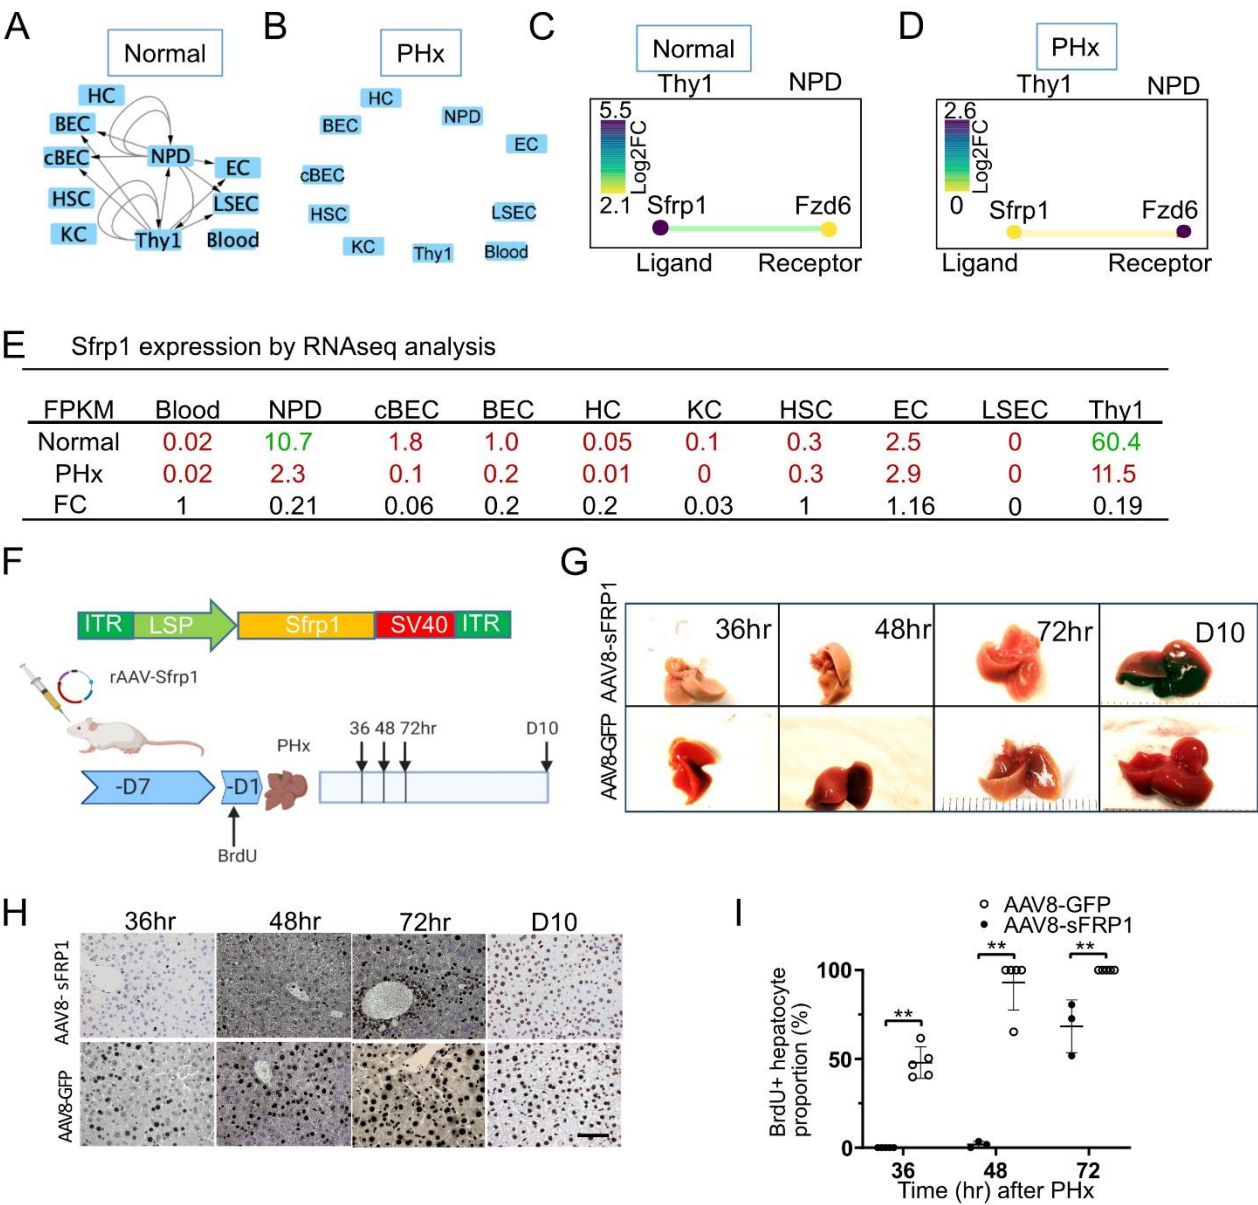 A
Normal
HC
BEC
cBEC
NPD
EC
HSC
LSEC
KC
Thy1
Blood
B
PHx
HC
NPD
BEC
EC
cBEC
HSC
LSEC
KC
Thy1
Blood
C
Normal
Thy1 NPD
5.5
Log2FC
2.1
Sfrp1 Fzd6
Ligand Receptor
D
PHx
Thy1 NPD
2.6
Log2FC
0
Sfrp1 Fzd6
Ligand Receptor
E Sfrp1 expression by RNAseq analysis
FPKM Blood NPD cBEC BEC HC KC HSC EC LSEC Thy1
Normal 0.02 10.7 1.8 1.0 0.05 0.1 0.3 2.5 0 60.4
PHx 0.02 2.3 0.1 0.2 0.01 0 0.3 2.9 0 11.5
FC 1 0.21 0.06 0.2 0.2 0.03 1 1.16 0 0.19
F
ITR LSP Sfrp1 SV40 ITR
rAAV-Sfrp1
PHx
36 48 72hr D10
-D7 -D1
BrdU
G
36hr 48hr 72hr D10
AAV8-sFRP1
AAV8-GFP
H
36hr 48hr 72hr D10
AAV8- sFRP1
AAV8-GFP
I
AAV8-GFP
AAV8-sFRP1
** ** **
BrdU+ hepatocyte
proportion (%)
100
50
0
36 48 72
Time (hr) after PHx